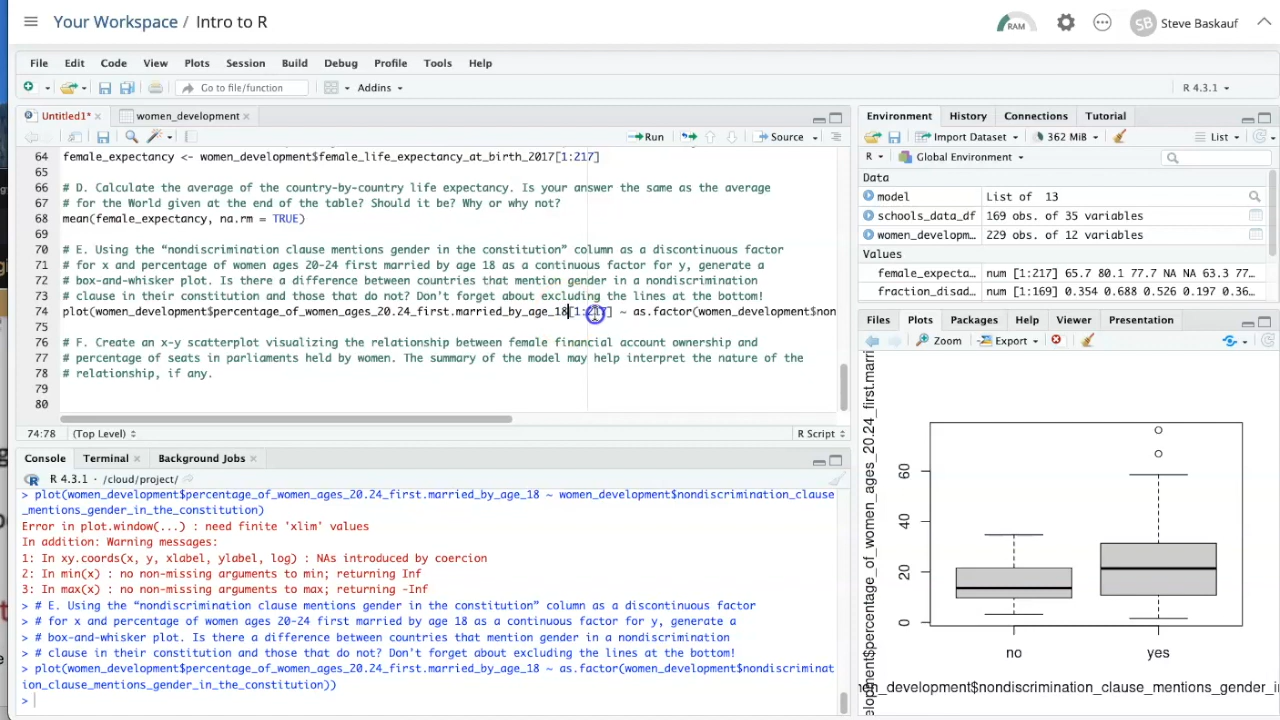 Your Workspace / Intro to R
RAM
SB Steve Baskauf
File Edit Code View Plots Session Build Debug Profile Tools Help
Go to file/function
Addins
R 4.3.1
Untitled1* ×
women_development ×
Run
Source
64 female_expectancy <- women_development$female_life_expectancy_at_birth_2017[1:217]
65
66 # D. Calculate the average of the country-by-country life expectancy. Is your answer the same as the average
67 # for the World given at the end of the table? Should it be? Why or why not?
68 mean(female_expectancy, na.rm = TRUE)
69
70 # E. Using the “nondiscrimination clause mentions gender in the constitution” column as a discontinuous factor
71 # for x and percentage of women ages 20-24 first married by age 18 as a continuous factor for y, generate a
72 # box-and-whisker plot. Is there a difference between countries that mention gender in a nondiscrimination
73 # clause in their constitution and those that do not? Don’t forget about excluding the lines at the bottom!
74 plot(women_development$percentage_of_women_ages_20.24_first.married_by_age_18[1:217] ~ as.factor(women_development$non
75
76 # F. Create an x-y scatterplot visualizing the relationship between female financial account ownership and
77 # percentage of seats in parliaments held by women. The summary of the model may help interpret the nature of the
78 # relationship, if any.
79
80
74:78 (Top Level) R Script
Console Terminal × Background Jobs ×
R 4.3.1 · /cloud/project/
> plot(women_development$percentage_of_women_ages_20.24_first.married_by_age_18 ~ women_development$nondiscrimination_clause
_mentions_gender_in_the_constitution)
Error in plot.window(...) : need finite 'xlim' values
In addition: Warning messages:
1: In xy.coords(x, y, xlabel, ylabel, log) : NAs introduced by coercion
2: In min(x) : no non-missing arguments to min; returning Inf
3: In max(x) : no non-missing arguments to max; returning -Inf
> # E. Using the “nondiscrimination clause mentions gender in the constitution” column as a discontinuous factor
> # for x and percentage of women ages 20-24 first married by age 18 as a continuous factor for y, generate a
> # box-and-whisker plot. Is there a difference between countries that mention gender in a nondiscrimination
> # clause in their constitution and those that do not? Don’t forget about excluding the lines at the bottom!
> plot(women_development$percentage_of_women_ages_20.24_first.married_by_age_18 ~ as.factor(women_development$nondiscriminat
ion_clause_mentions_gender_in_the_constitution))
>
Environment History Connections Tutorial
Import Dataset 362 MiB List
R Global Environment
Data
model List of 13
schools_data_df 169 obs. of 35 variables
women_developm… 229 obs. of 12 variables
Values
female_expecta… num [1:217] 65.7 80.1 77.7 NA NA 63.3 77…
fraction_disad… num [1:169] 0.354 0.688 0.526 0.197 0.36…
Files Plots Packages Help Viewer Presentation
Zoom Export
elopment$percentage_of_women_ages_20.24_first.marri
60
40
20
0
no yes
en_development$nondiscrimination_clause_mentions_gender_i